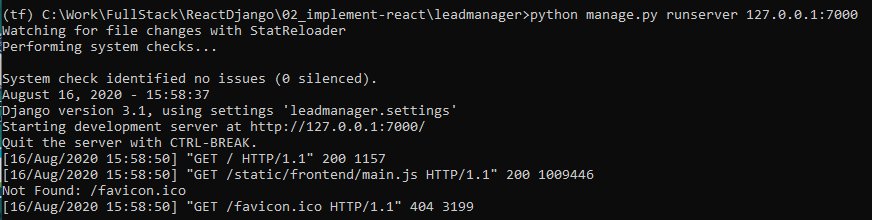 (tf) C:\Work\FullStack\ReactDjango\02_implement-react\leadmanager>python manage.py runserver 127.0.0.1:7000
Watching for file changes with StatReloader
Performing system checks...
System check identified no issues (0 silenced).
August 16, 2020 - 15:58:37
Django version 3.1, using settings 'leadmanager.settings'
Starting development server at http://127.0.0.1:7000/
Quit the server with CTRL-BREAK.
[16/Aug/2020 15:58:50] "GET / HTTP/1.1" 200 1157
[16/Aug/2020 15:58:50] "GET /static/frontend/main.js HTTP/1.1" 200 1009446
Not Found: /favicon.ico
[16/Aug/2020 15:58:50] "GET /favicon.ico HTTP/1.1" 404 3199